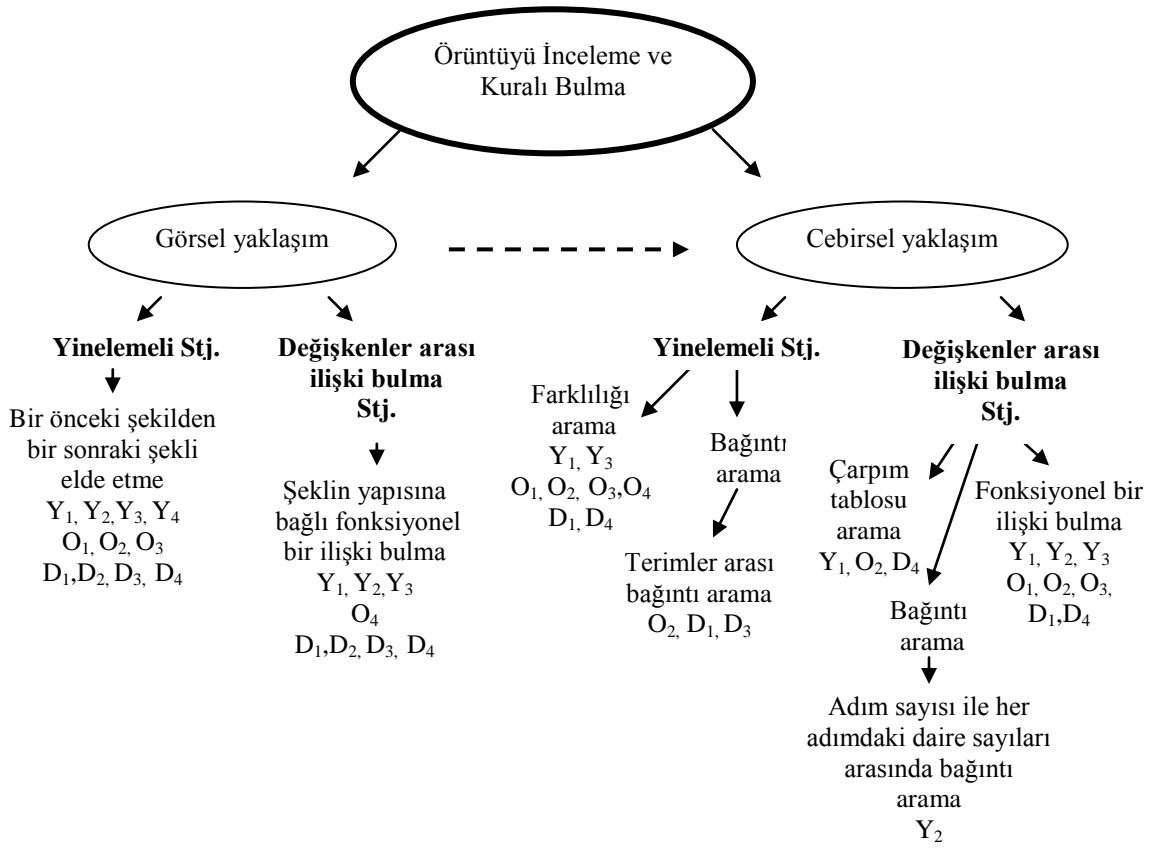 Örüntüyü İnceleme ve
Kuralı Bulma
Görsel yaklaşım
Cebirsel yaklaşım
Yinelemeli Stj.
Bir önceki şekilden
bir sonraki şekli
elde etme
Y₁, Y₂,Y₃, Y₄
O₁, O₂, O₃
D₁,D₂, D₃, D₄
Değişkenler arası
ilişki bulma
Stj.
Şeklin yapısına
bağlı fonksiyonel
bir ilişki bulma
Y₁, Y₂,Y₃
O₄
D₁,D₂, D₃, D₄
Yinelemeli Stj.
Farklılığı
arama
Y₁, Y₃
O₁, O₂, O₃,O₄
D₁, D₄
Bağıntı
arama
Terimler arası
bağıntı arama
O₂, D₁, D₃
Değişkenler arası
ilişki bulma
Stj.
Çarpım
tablosu
arama
Y₁, O₂, D₄
Bağıntı
arama
Adım sayısı ile her
adımdaki daire sayıları
arasında bağıntı
arama
Y₂
Fonksiyonel bir
ilişki bulma
Y₁, Y₂, Y₃
O₁, O₂, O₃,
D₁,D₄